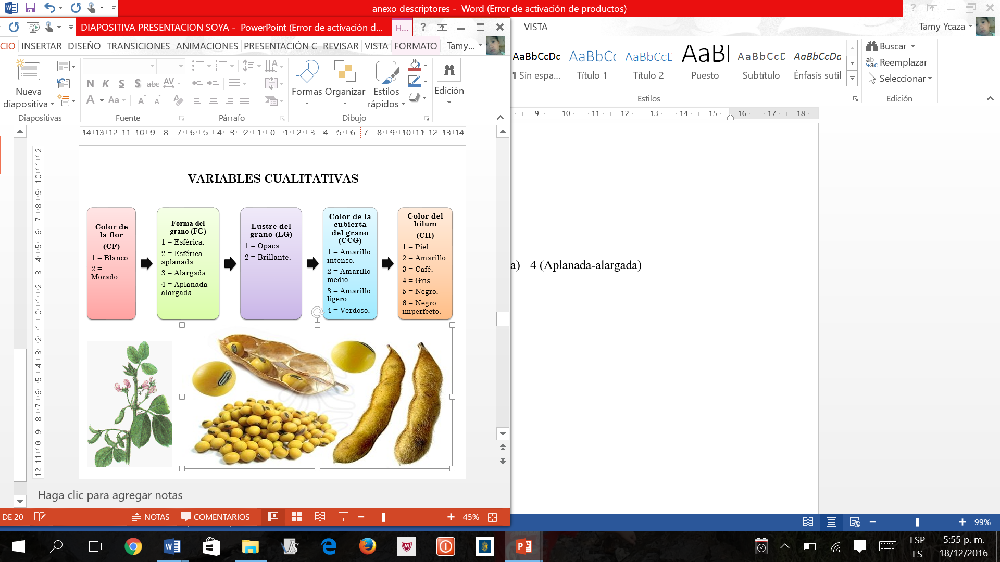 anexo descriptores - Word (Error de activación de productos)
DIAPOSITIVA PRESENTACION SOYA - PowerPoint (Error de activación d...
H...
VISTA
Tamy Ycaza
CIO INSERTAR DISEÑO TRANSICIONES ANIMACIONES PRESENTACIÓN C REVISAR VISTA FORMATO Tamy...
Nueva
diapositiva
Diapositivas
N K S S abc AV
A Aa A A
Fuente
Párrafo
Formas Organizar Estilos
rápidos
Dibujo
Edición
AaBbCcDc AaBbCc AaBbCcD AaB AaBbCcD AaBbCcDa
¶ Sin espa... Título 1 Título 2 Puesto Subtítulo Énfasis sutil
Estilos
Buscar
Reemplazar
Seleccionar
Edición
9 10 11 12 13 14 15 16 17 18
14 13 12 11 10 9 8 7 6 5 4 3 2 1 0 1 2 3 4 5 6 7 8 9 10 11 12 13 14
12 11 10 9 8 7 6 5 4 3 2 1 0 1 2 3 4 5 6 7 8 9 10 11 12
VARIABLES CUALITATIVAS
Color de
la flor
(CF)
1 = Blanco.
2 =
Morado.
Forma del
grano (FG)
1 = Esférica.
2 = Esférica
aplanada.
3 = Alargada.
4 = Aplanada-
alargada.
Lustre del
grano (LG)
1 = Opaca.
2 = Brillante.
Color de la
cubierta
del grano
(CCG)
1 = Amarillo
intenso.
2 = Amarillo
medio.
3 = Amarillo
ligero.
4 = Verdoso.
Color del
hilum
(CH)
1 = Piel.
2 = Amarillo.
3 = Café.
4 = Gris.
5 = Negro.
6 = Negro
imperfecto.
a) 4 (Aplanada-alargada)
Haga clic para agregar notas
DE 20 NOTAS COMENTARIOS 45%
99%
ESP
ES
5:55 p. m.
18/12/2016